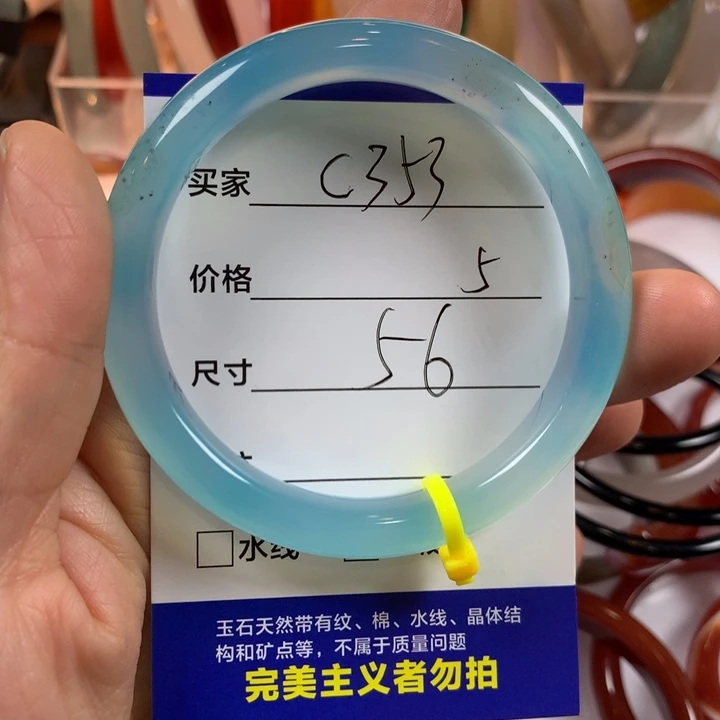 买家 C353
价格 5
尺寸 56
水线
玉石天然带有纹、棉、水线、晶体结
构和矿点等，不属于质量问题
完美主义者勿拍